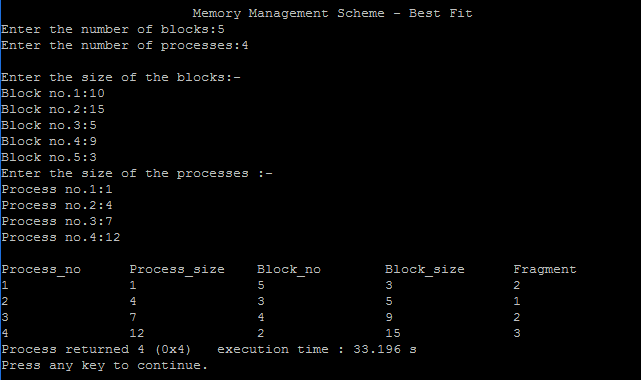 Memory Management Scheme - Best Fit
Enter the number of blocks:5
Enter the number of processes:4
Enter the size of the blocks:-
Block no.1:10
Block no.2:15
Block no.3:5
Block no.4:9
Block no.5:3
Enter the size of the processes :-
Process no.1:1
Process no.2:4
Process no.3:7
Process no.4:12
Process_no Process_size Block_no Block_size Fragment
1 1 5 3 2
2 4 3 5 1
3 7 4 9 2
4 12 2 15 3
Process returned 4 (0x4) execution time : 33.196 s
Press any key to continue.